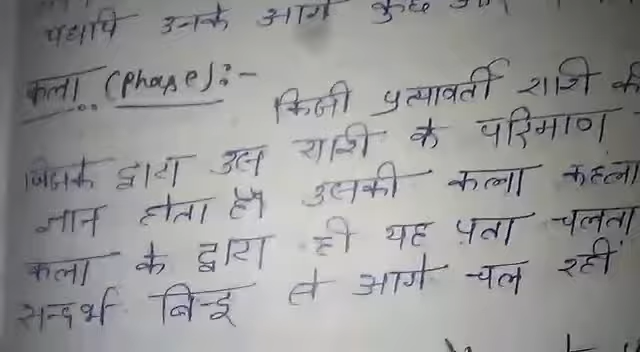 यद्यपि उनके आगे कुछ
कला (Phase):-
किसी प्रत्यावर्ती राशि की
जिसके द्वारा उस राशी के परिमाण
ज्ञान होता है उसकी कला कहला
कला के द्वारा ही यह पता चलता
सन्दर्भ बिन्दु से आगे चल रही